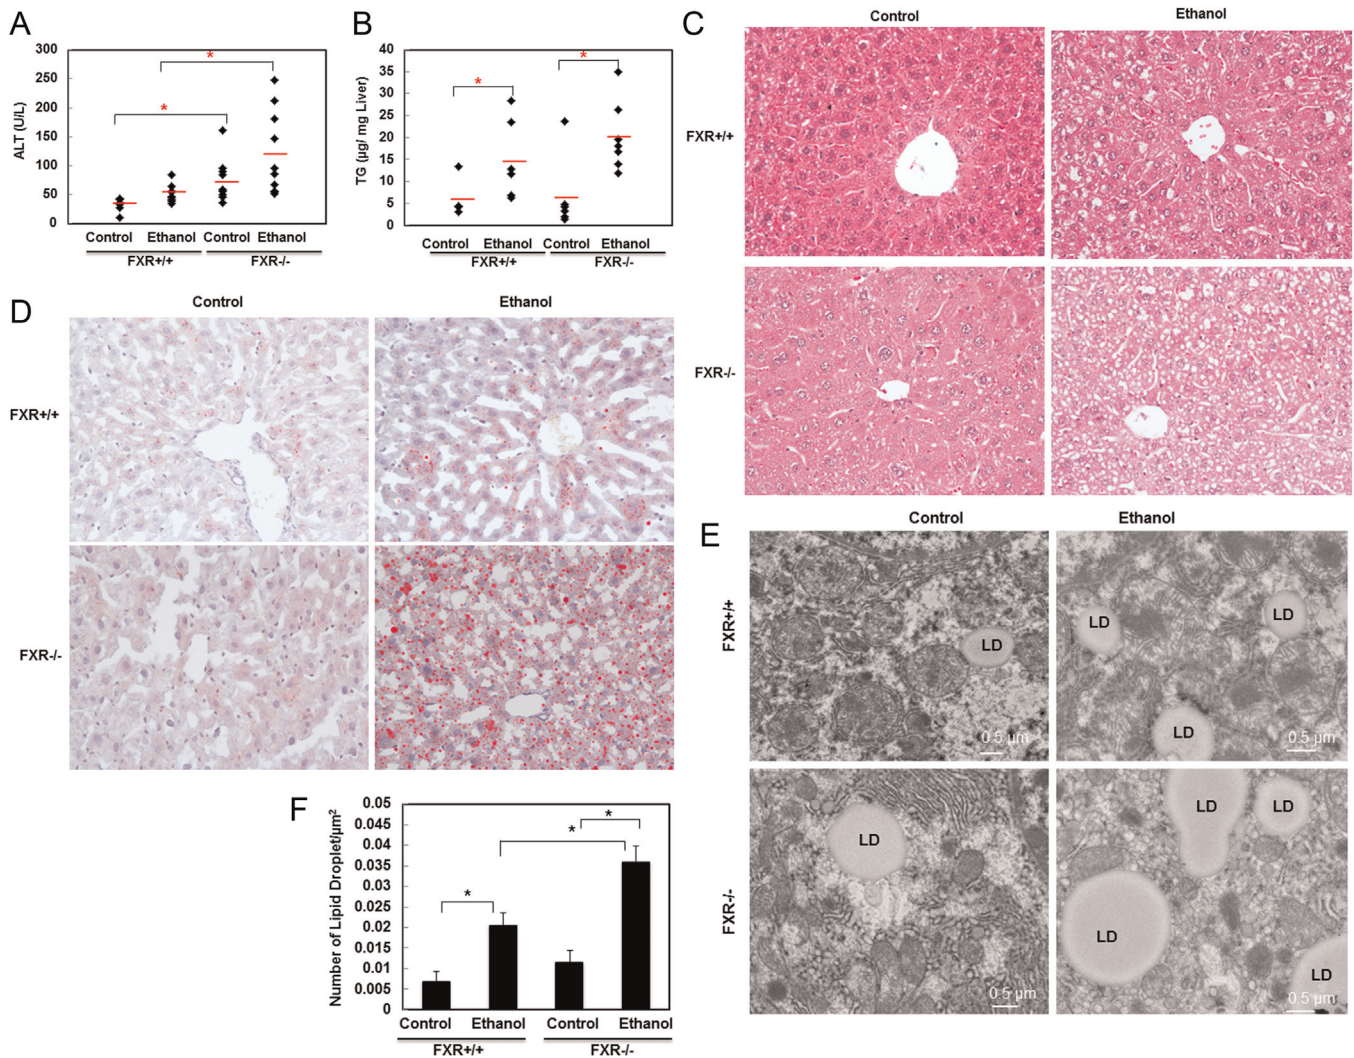 A
300
250
200
150
100
50
0
ALT (U/L)
*
*
Control Ethanol Control Ethanol
FXR+/+ FXR-/-
B
40
35
30
25
20
15
10
5
0
TG (µg/ mg Liver)
*
*
Control Ethanol Control Ethanol
FXR+/+ FXR-/-
C
Control Ethanol
FXR+/+
FXR-/-
D
Control Ethanol
FXR+/+
FXR-/-
E
Control Ethanol
FXR+/+
LD
0.5 µm
LD
LD
LD
0.5 µm
FXR-/-
LD
0.5 µm
LD
LD
LD
LD
0.5 µm
F
0.05
0.045
0.04
0.035
0.03
0.025
0.02
0.015
0.01
0.005
0
Number of Lipid Droplet/µm²
*
*
*
Control Ethanol Control Ethanol
FXR+/+ FXR-/-